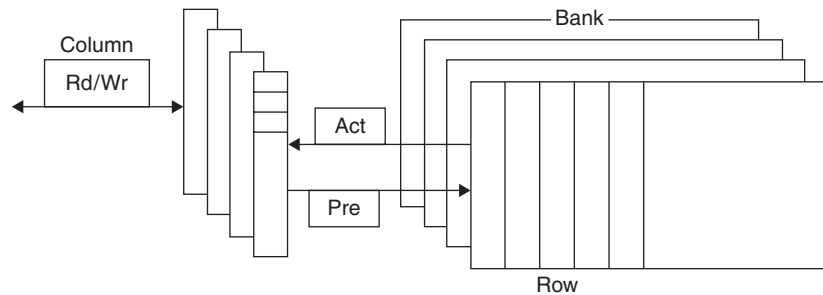 Bank
Column
Rd/Wr
Act
Pre
Row